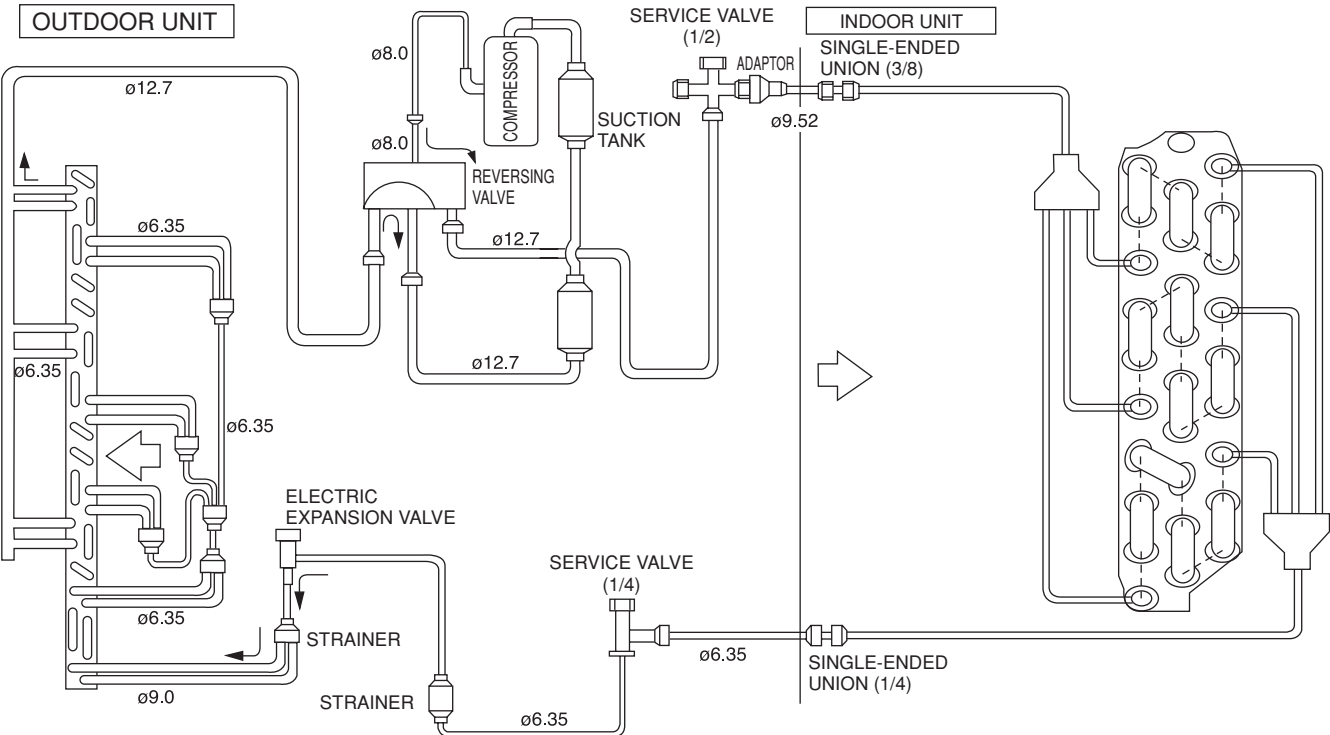 OUTDOOR UNIT
SERVICE VALVE
(1/2)
INDOOR UNIT
SINGLE-ENDED
UNION (3/8)
ø8.0
COMPRESSOR
ADAPTOR
ø12.7
ø9.52
SUCTION
TANK
ø8.0
REVERSING
VALVE
ø6.35
ø12.7
ø12.7
ø6.35
ø6.35
ELECTRIC
EXPANSION VALVE
SERVICE VALVE
(1/4)
ø6.35
STRAINER
ø6.35
SINGLE-ENDED
UNION (1/4)
ø9.0
STRAINER
ø6.35